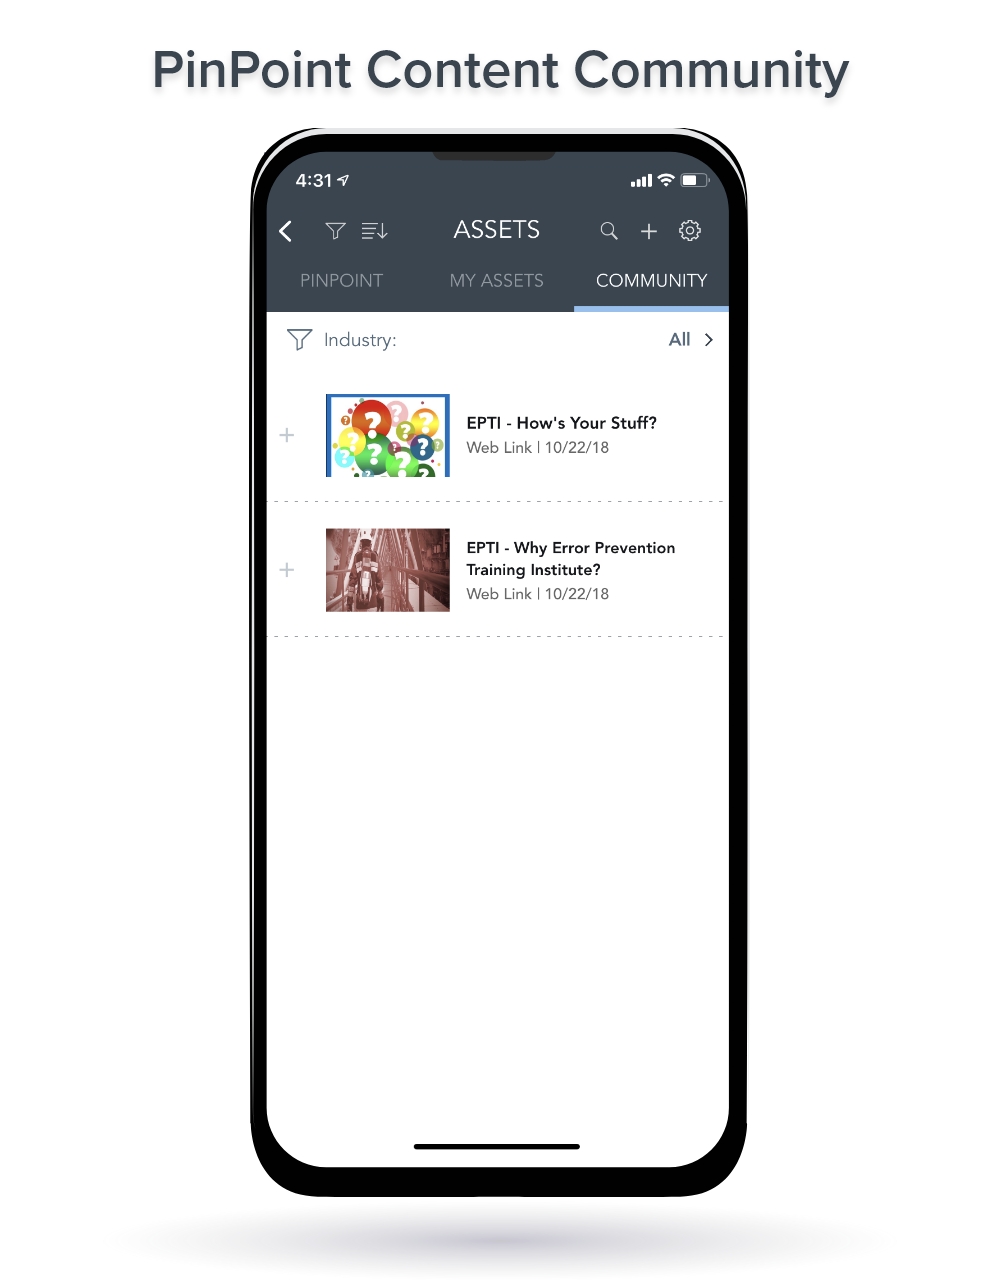 PinPoint Content Community
4:31
ASSETS
PINPOINT MY ASSETS COMMUNITY
Industry: All
EPTI - How's Your Stuff?
Web Link | 10/22/18
EPTI - Why Error Prevention
Training Institute?
Web Link | 10/22/18